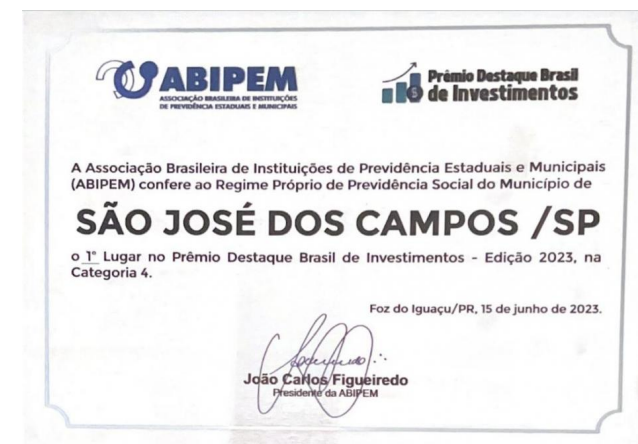 ABIPEM
ASSOCIAÇÃO BRASILEIRA DE INSTITUIÇÕES
DE PREVIDÊNCIA ESTADUAIS E MUNICIPAIS
Prêmio Destaque Brasil
de Investimentos
A Associação Brasileira de Instituições de Previdência Estaduais e Municipais
(ABIPEM) confere ao Regime Próprio de Previdência Social do Município de
SÃO JOSÉ DOS CAMPOS /SP
o 1° Lugar no Prêmio Destaque Brasil de Investimentos - Edição 2023, na
Categoria 4.
Foz do Iguaçu/PR, 15 de junho de 2023.
João Carlos Figueiredo
Presidente da ABIPEM